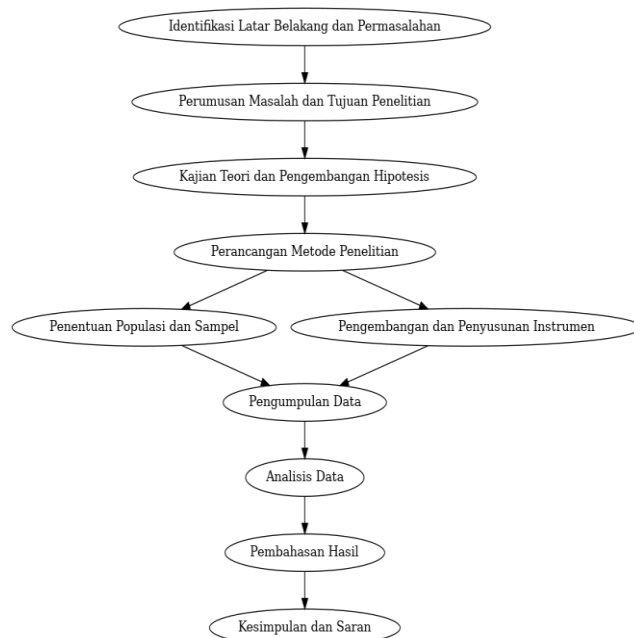 Identifikasi Latar Belakang dan Permasalahan
Perumusan Masalah dan Tujuan Penelitian
Kajian Teori dan Pengembangan Hipotesis
Perancangan Metode Penelitian
Penentuan Populasi dan Sampel
Pengembangan dan Penyusunan Instrumen
Pengumpulan Data
Analisis Data
Pembahasan Hasil
Kesimpulan dan Saran